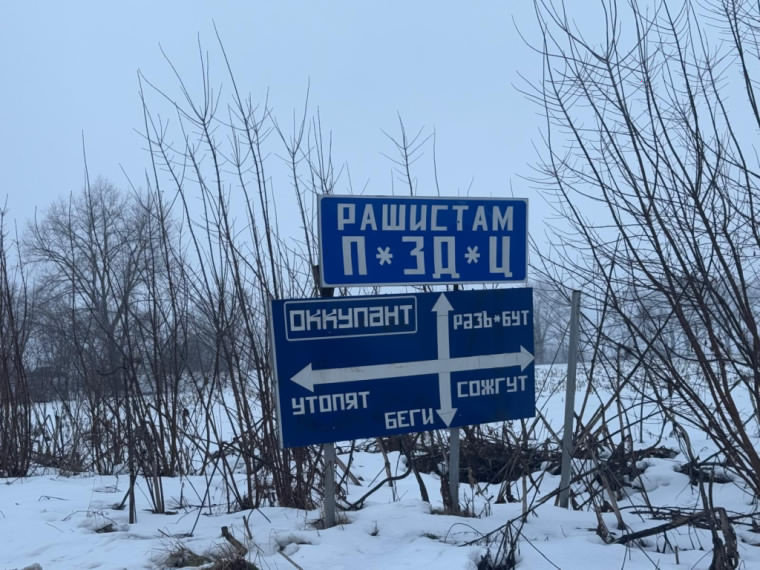 РАШИСТАМ
П*ЗД*Ц
ОККУПАНТ
РАЗЬ*БУТ
УТОПЯТ
СОЖГУТ
БЕГИ